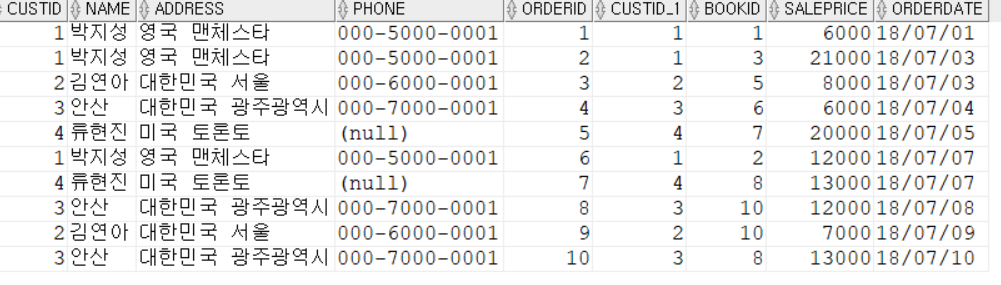 CUSTID NAME ADDRESS PHONE ORDERID CUSTID_1 BOOKID SALEPRICE ORDERDATE
1 박지성 영국 맨체스타 000-5000-0001 1 1 1 6000 18/07/01
1 박지성 영국 맨체스타 000-5000-0001 2 1 3 21000 18/07/03
2 김연아 대한민국 서울 000-6000-0001 3 2 5 8000 18/07/03
3 안산 대한민국 광주광역시 000-7000-0001 4 3 6 6000 18/07/04
4 류현진 미국 토론토 (null) 5 4 7 20000 18/07/05
1 박지성 영국 맨체스타 000-5000-0001 6 1 2 12000 18/07/07
4 류현진 미국 토론토 (null) 7 4 8 13000 18/07/07
3 안산 대한민국 광주광역시 000-7000-0001 8 3 10 12000 18/07/08
2 김연아 대한민국 서울 000-6000-0001 9 2 10 7000 18/07/09
3 안산 대한민국 광주광역시 000-7000-0001 10 3 8 13000 18/07/10